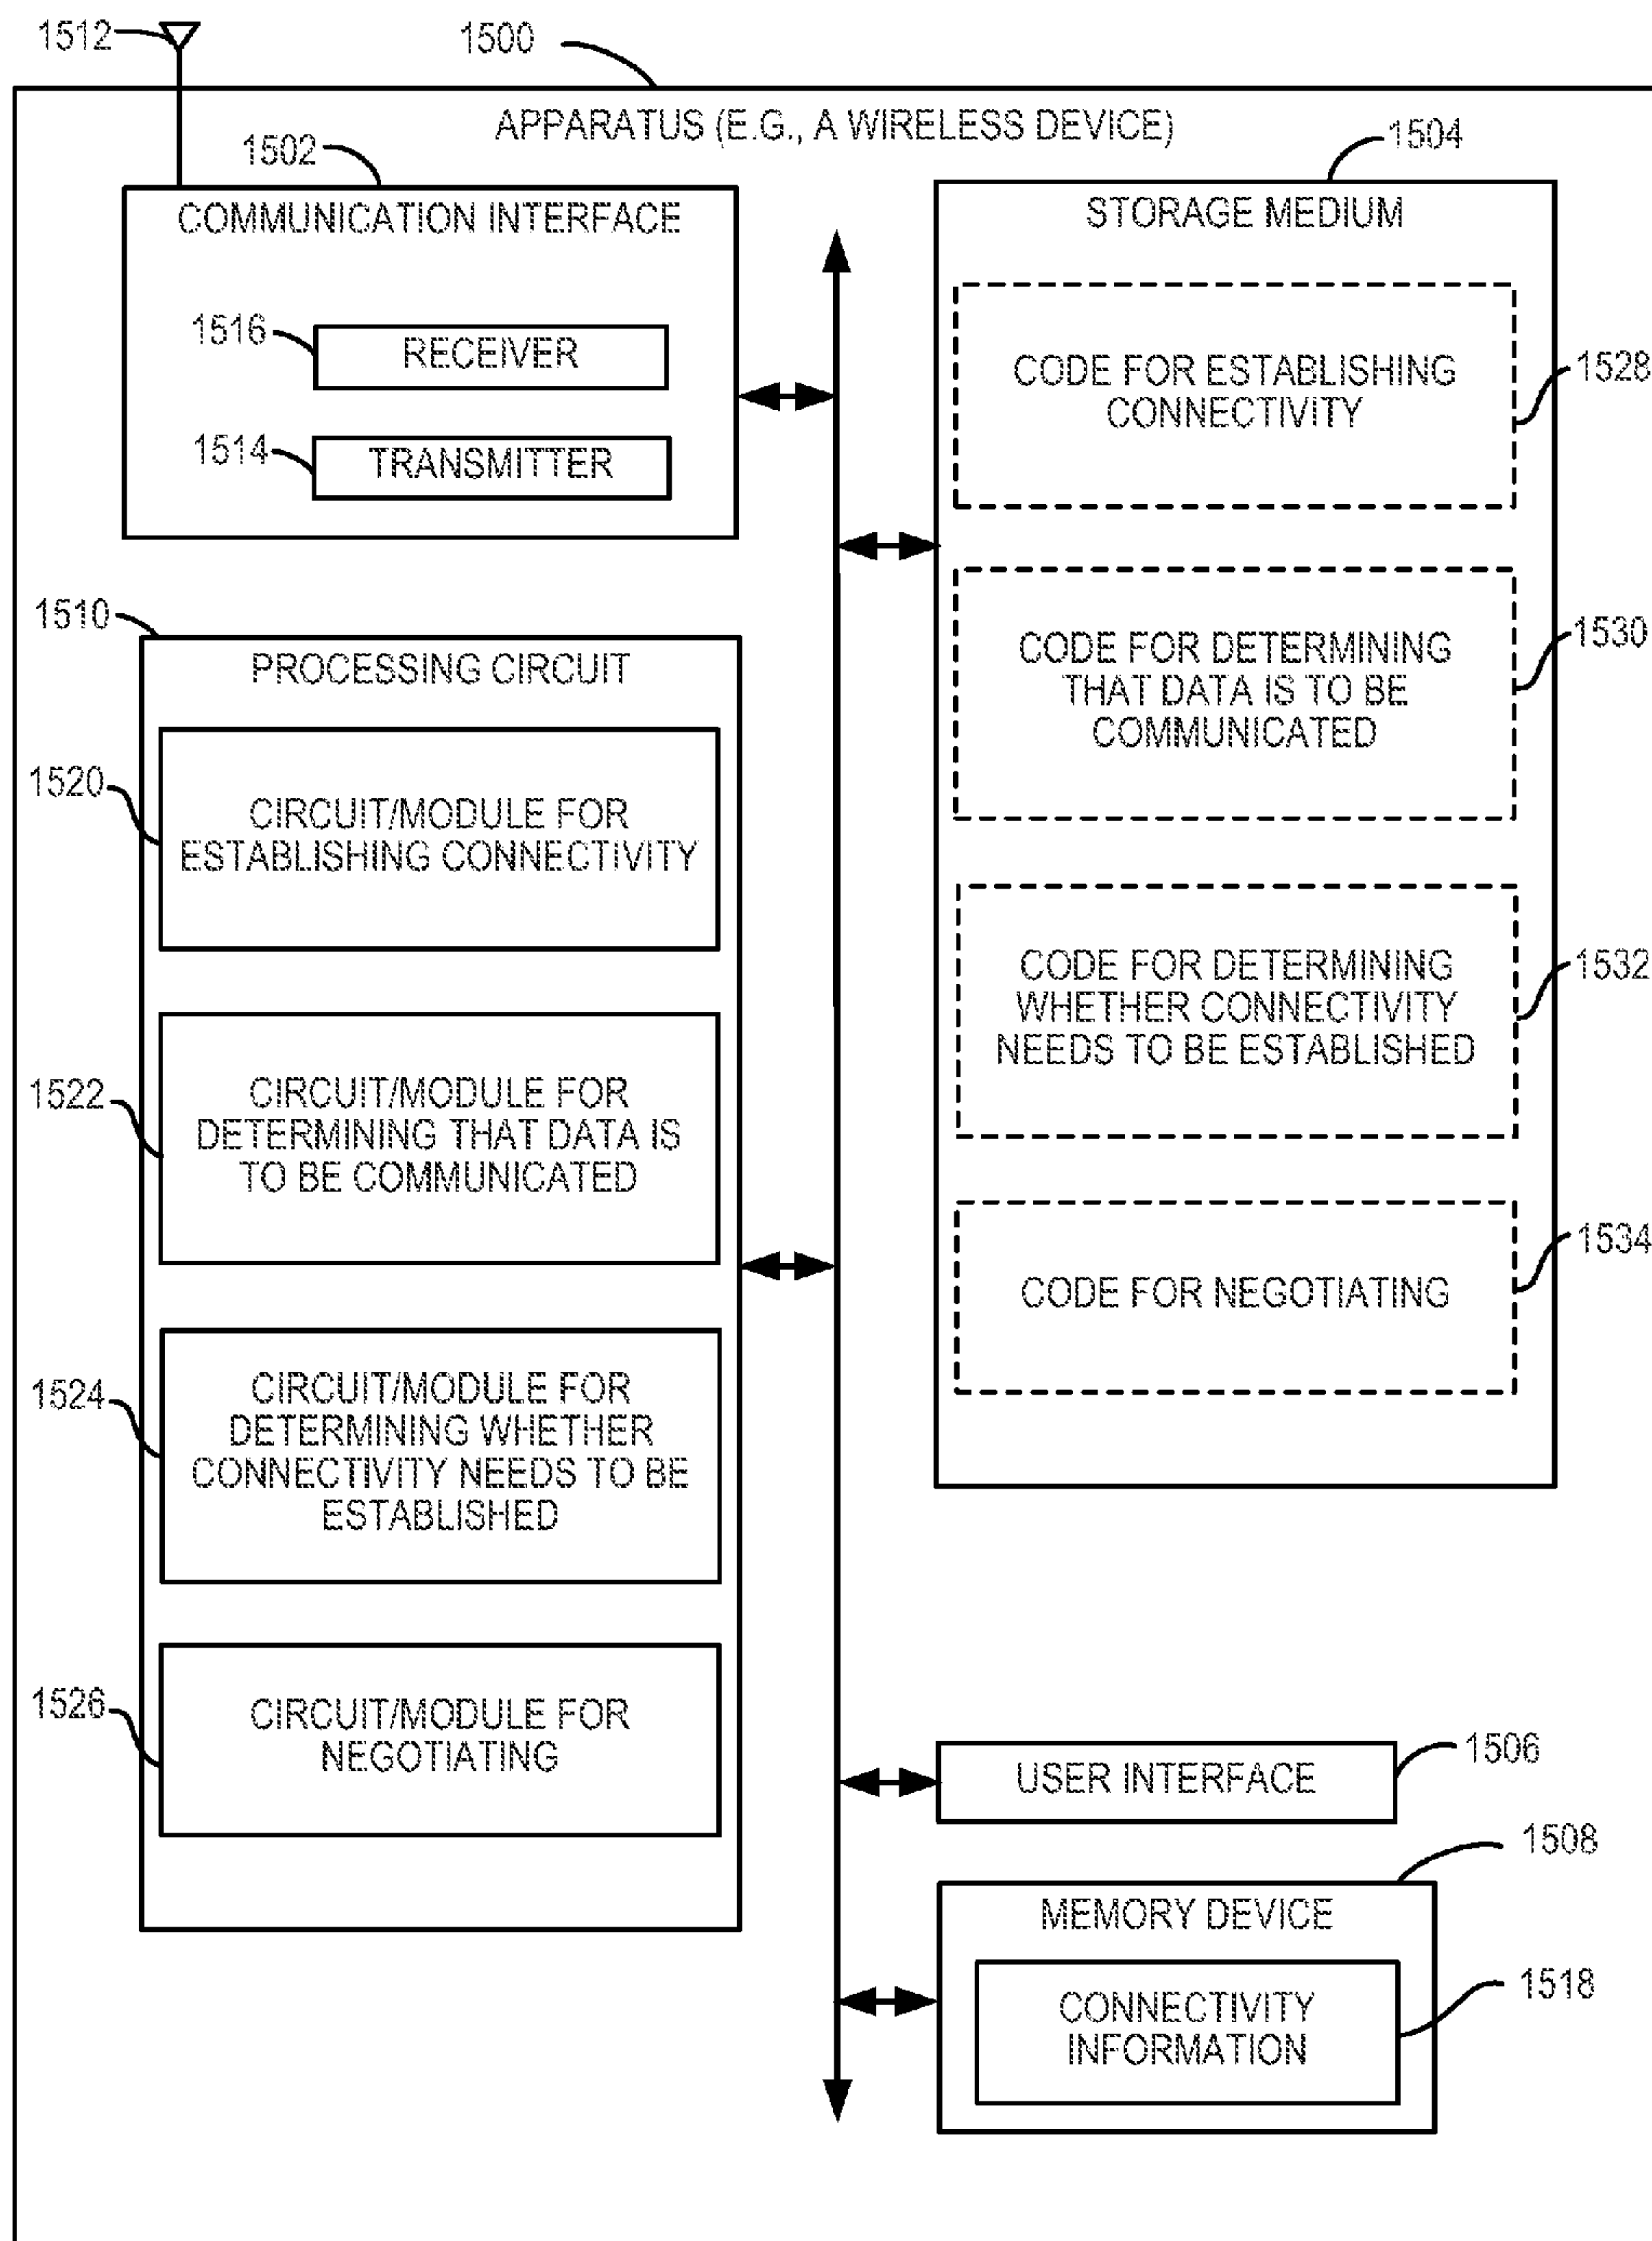 1512
1500
APPARATUS (E.G., A WIRELESS DEVICE)
1502
COMMUNICATION INTERFACE
1516
RECEIVER
1514
TRANSMITTER
1510
PROCESSING CIRCUIT
1520
CIRCUIT/MODULE FOR
ESTABLISHING CONNECTIVITY
1522
CIRCUIT/MODULE FOR
DETERMINING THAT DATA IS
TO BE COMMUNICATED
1524
CIRCUIT/MODULE FOR
DETERMINING WHETHER
CONNECTIVITY NEEDS TO BE
ESTABLISHED
1526
CIRCUIT/MODULE FOR
NEGOTIATING
1504
STORAGE MEDIUM
CODE FOR ESTABLISHING
CONNECTIVITY
1528
CODE FOR DETERMINING
THAT DATA IS TO BE
COMMUNICATED
1530
CODE FOR DETERMINING
WHETHER CONNECTIVITY
NEEDS TO BE ESTABLISHED
1532
CODE FOR NEGOTIATING
1534
USER INTERFACE
1506
1508
MEMORY DEVICE
CONNECTIVITY
INFORMATION
1518